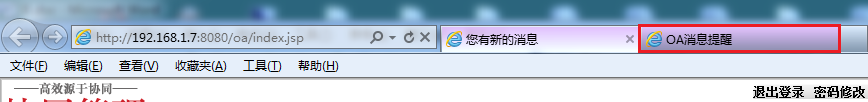 http://192.168.1.7:8080/oa/index.jsp 您有新的消息 OA消息提醒
文件(F) 编辑(E) 查看(V) 收藏夹(A) 工具(T) 帮助(H)
——高效源于协同——
退出登录 密码修改